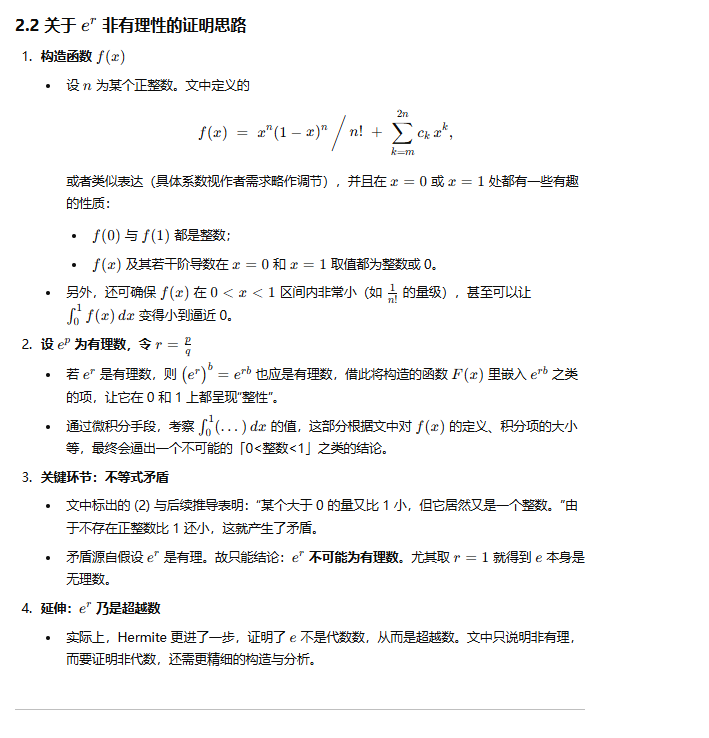 2.2 关于 e^r 非有理性的证明思路
1. 构造函数 f(x)
• 设 n 为某个正整数。文中定义的
f(x) = x^n(1 − x)^n / n! + ∑_{k=m}^{2n} c_k x^k,
或者类似表达（具体系数视作者需求略作调节），并且在 x = 0 或 x = 1 处都有一些有趣
的性质：
• f(0) 与 f(1) 都是整数；
• f(x) 及其若干阶导数在 x = 0 和 x = 1 取值都为整数或 0。
• 另外，还可确保 f(x) 在 0 < x < 1 区间内非常小（如 1/n! 的量级），甚至可以让
∫_0^1 f(x) dx 变得小到逼近 0。
2. 设 e^p 为有理数，令 r = p/q
• 若 e^r 是有理数，则 (e^r)^b = e^{rb} 也应是有理数，借此将构造的函数 F(x) 里嵌入 e^{rb} 之类
的项，让它在 0 和 1 上都呈现“整性”。
• 通过微积分手段，考察 ∫_0^1(...) dx 的值，这部分根据文中对 f(x) 的定义、积分项的大小
等，最终会逼出一个不可能的「0<整数<1」之类的结论。
3. 关键环节：不等式矛盾
• 文中标出的 (2) 与后续推导表明：“某个大于 0 的量又比 1 小，但它居然又是一个整数。”由
于不存在正整数比 1 还小，这就产生了矛盾。
• 矛盾源自假设 e^r 是有理。故只能结论：e^r 不可能为有理数。尤其取 r = 1 就得到 e 本身是
无理数。
4. 延伸：e^r 乃是超越数
• 实际上，Hermite 更进了一步，证明了 e 不是代数数，从而是超越数。文中只说明非有理，
而要证明非代数，还需更精细的构造与分析。